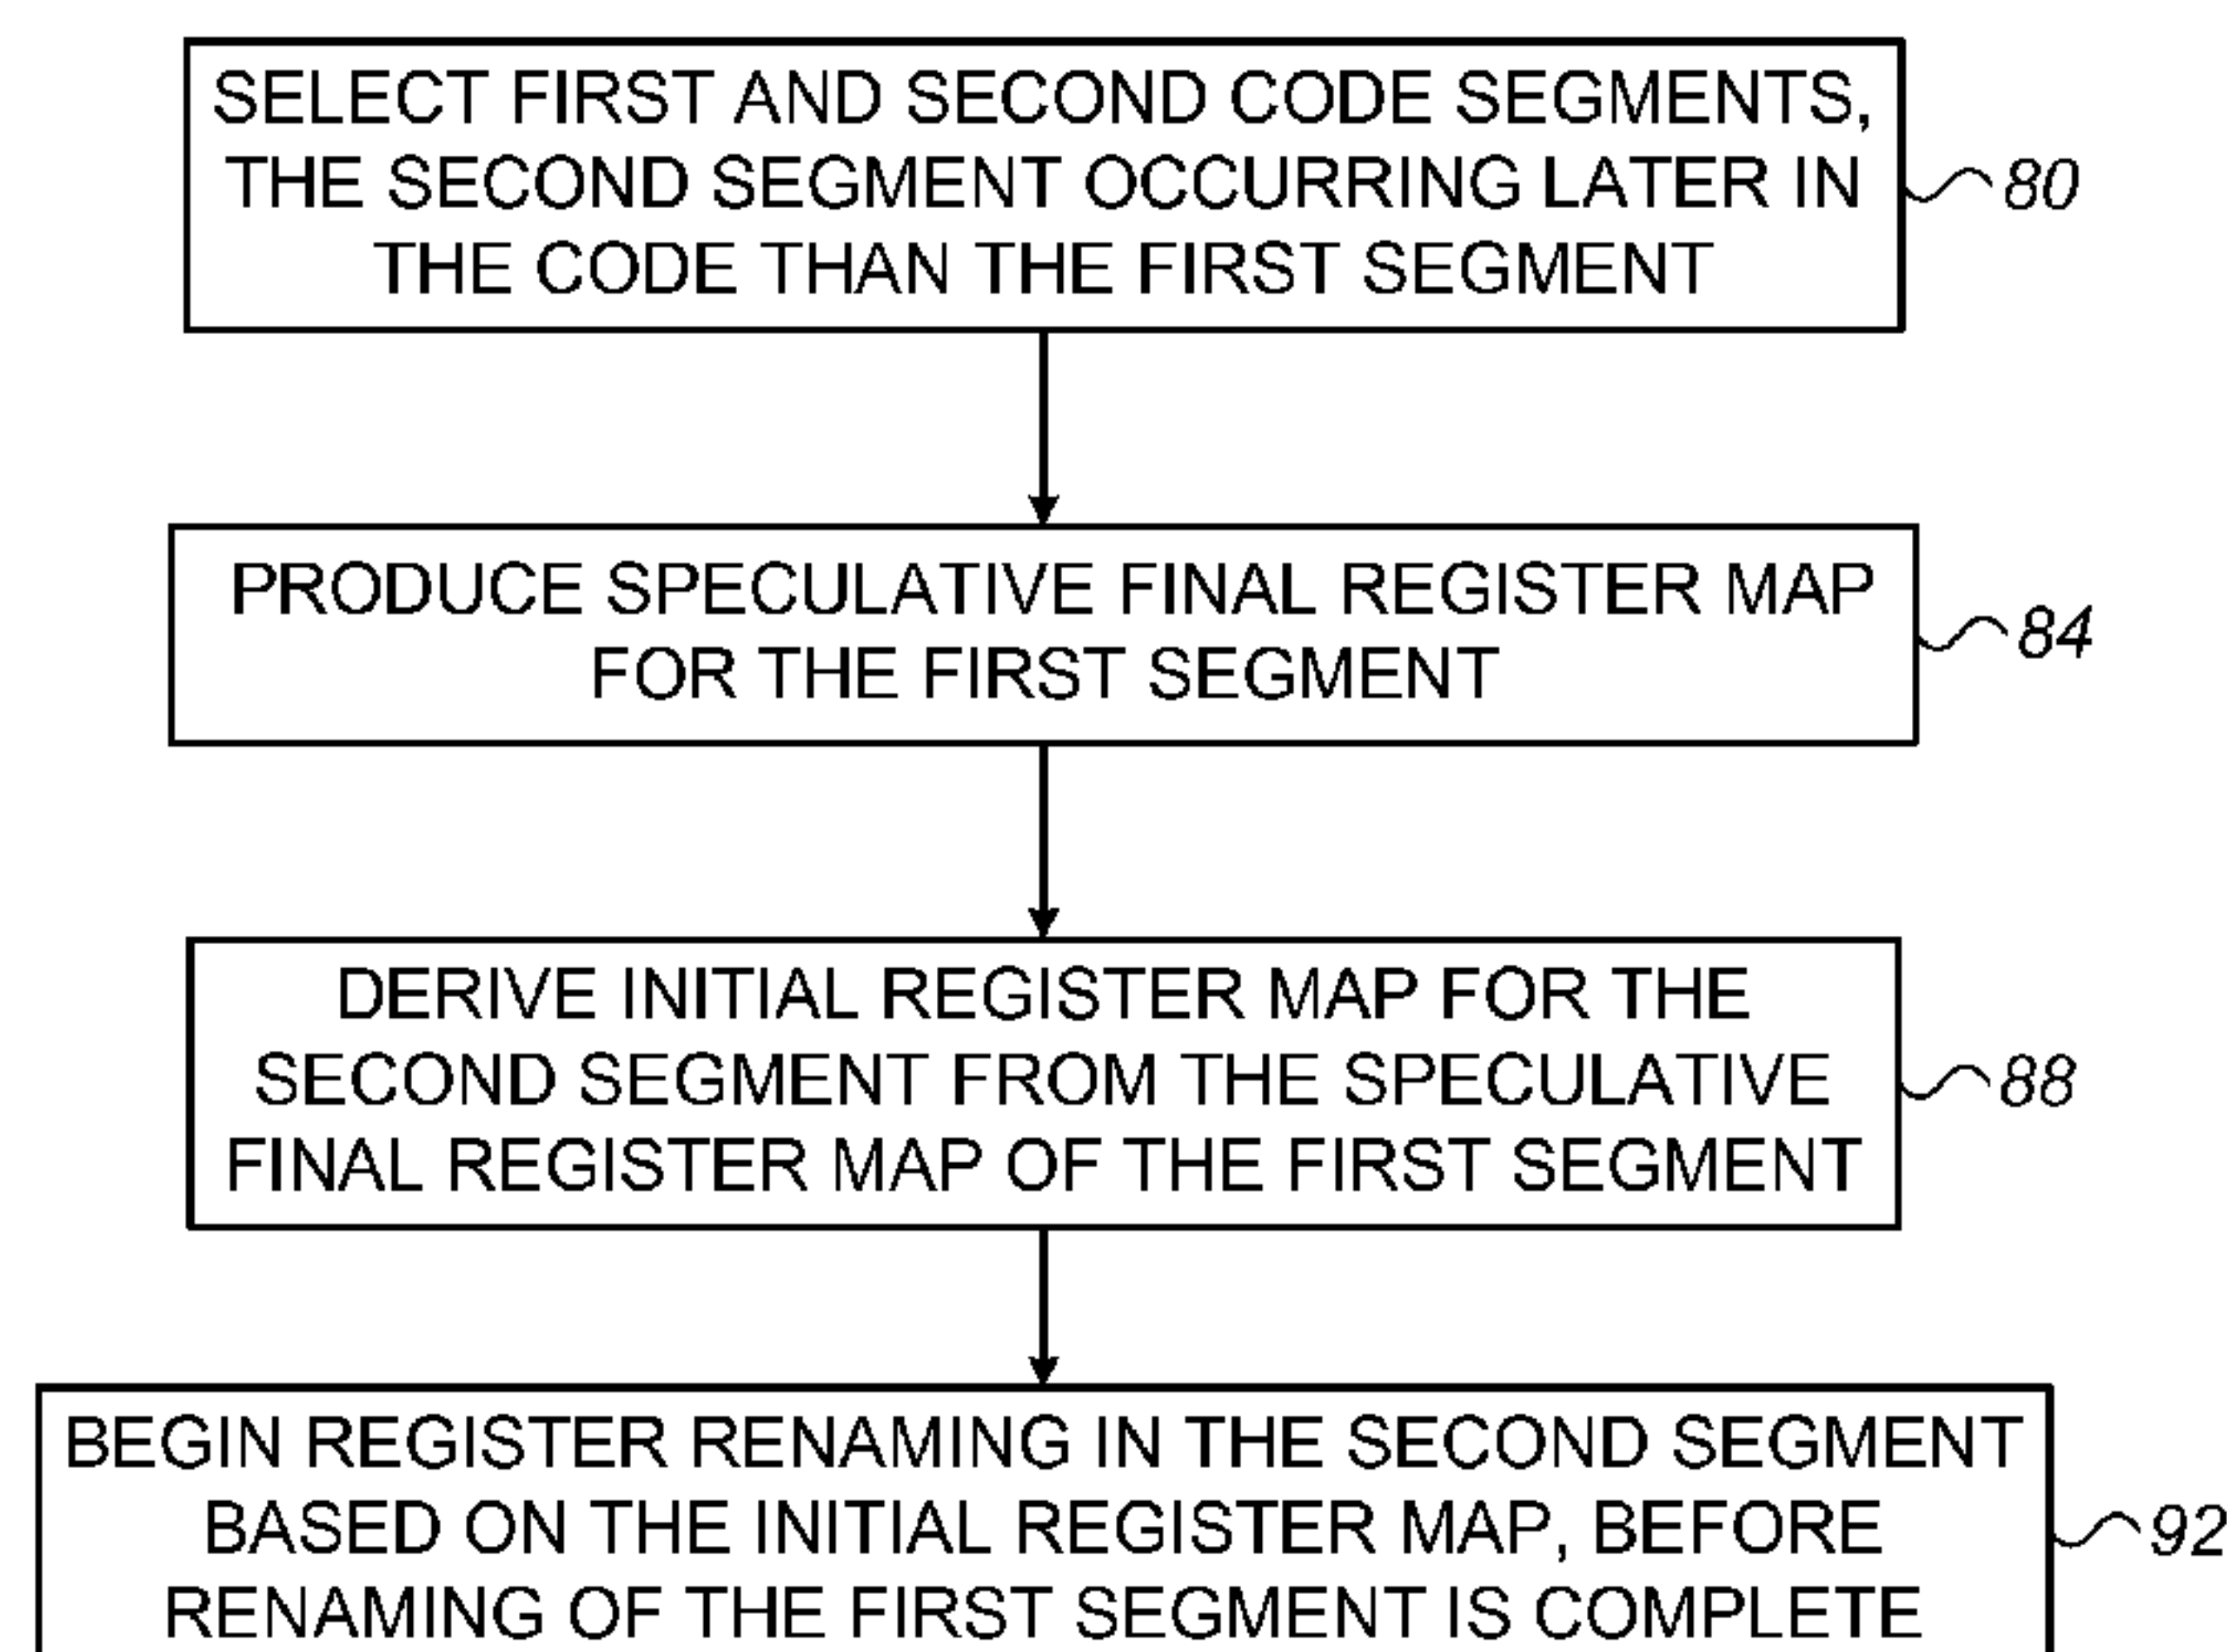 SELECT FIRST AND SECOND CODE SEGMENTS,
THE SECOND SEGMENT OCCURRING LATER IN
THE CODE THAN THE FIRST SEGMENT
80
PRODUCE SPECULATIVE FINAL REGISTER MAP
FOR THE FIRST SEGMENT
84
DERIVE INITIAL REGISTER MAP FOR THE
SECOND SEGMENT FROM THE SPECULATIVE
FINAL REGISTER MAP OF THE FIRST SEGMENT
88
BEGIN REGISTER RENAMING IN THE SECOND SEGMENT
BASED ON THE INITIAL REGISTER MAP, BEFORE
RENAMING OF THE FIRST SEGMENT IS COMPLETE
92